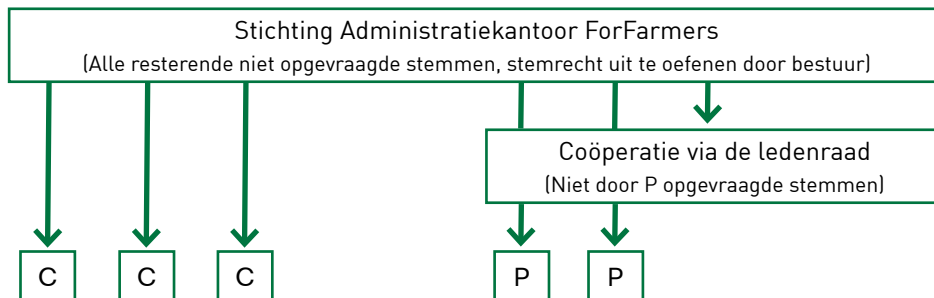 Stichting Administratiekantoor ForFarmers
(Alle resterende niet opgevraagde stemmen, stemrecht uit te oefenen door bestuur)
Coöperatie via de ledenraad
(Niet door P opgevraagde stemmen)
C C C P P